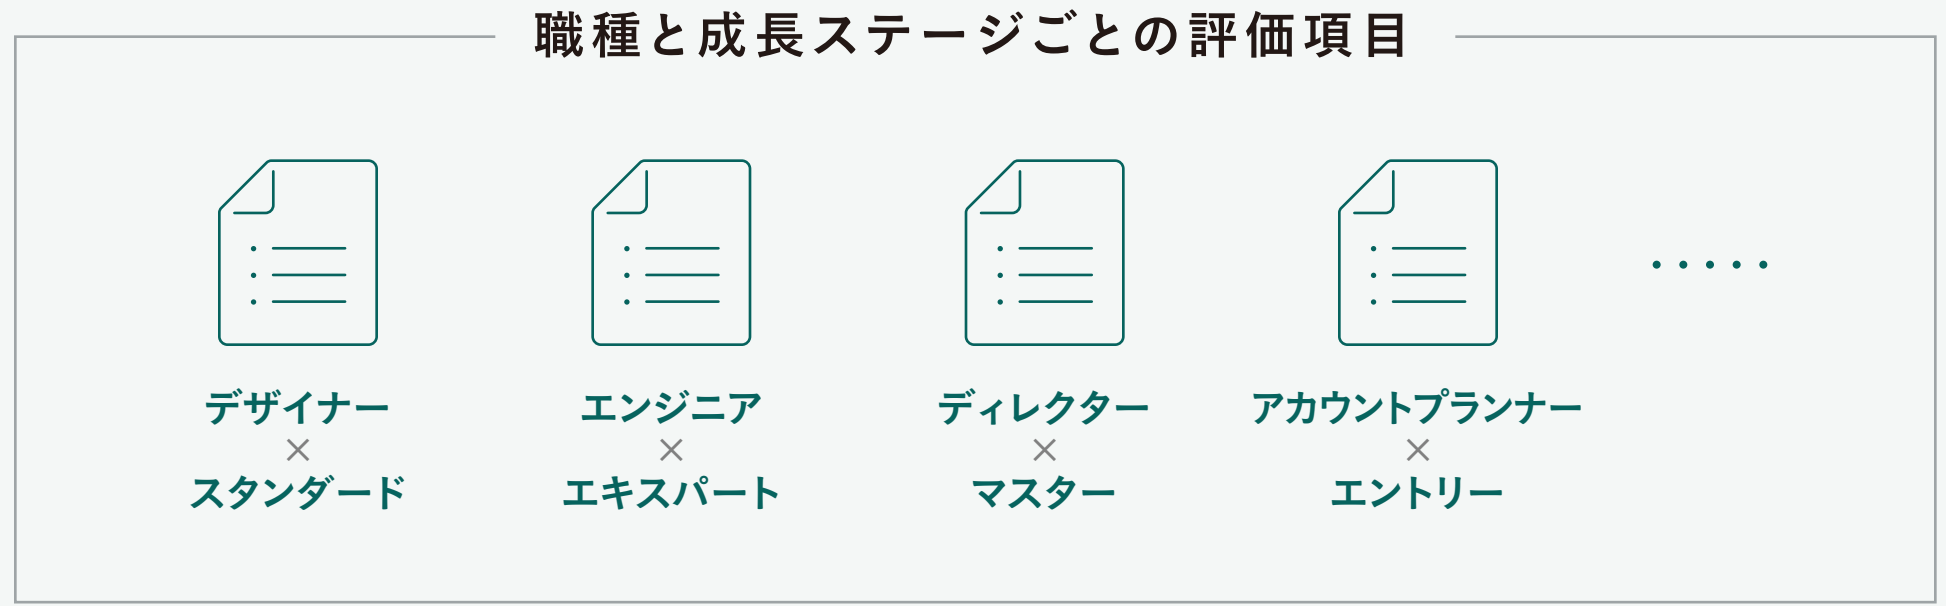 職種と成長ステージごとの評価項目
デザイナー
×
スタンダード
エンジニア
×
エキスパート
ディレクター
×
マスター
アカウントプランナー
×
エントリー
・・・・・